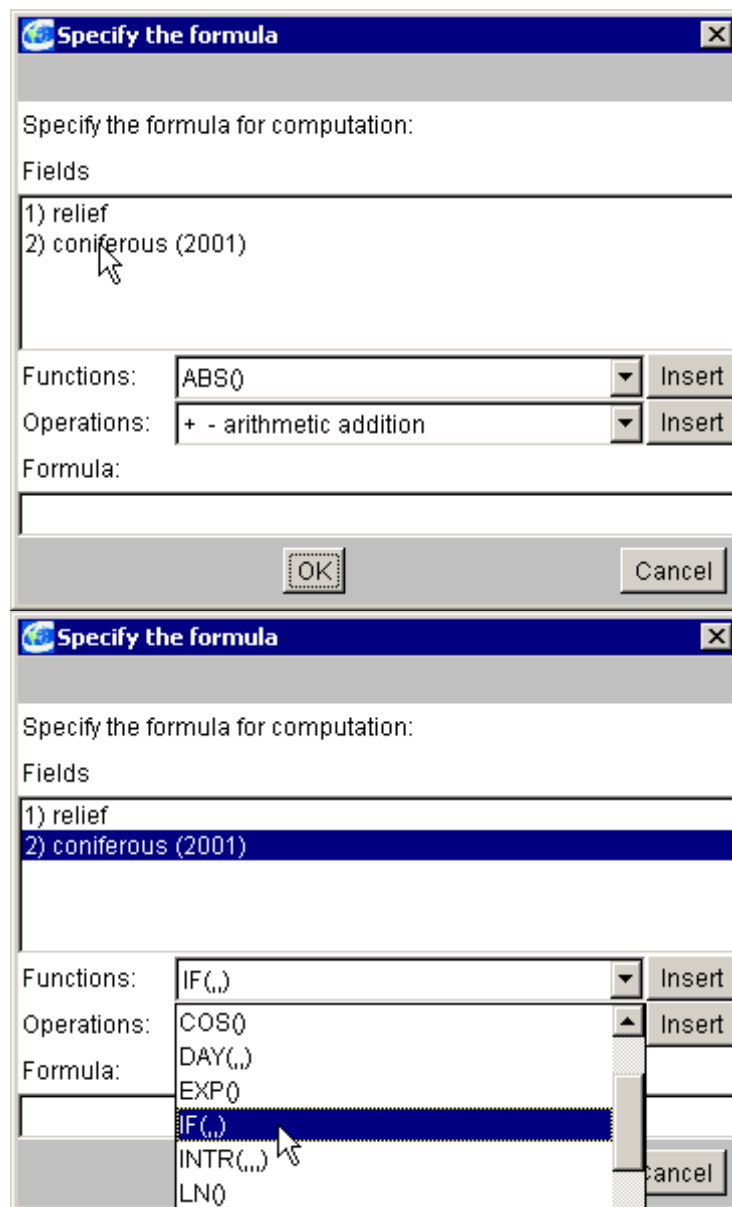 Specify the formula
Specify the formula for computation:
Fields
1) relief
2) coniferous (2001)
Functions: ABS() Insert
Operations: + - arithmetic addition Insert
Formula:
OK Cancel
Specify the formula
Specify the formula for computation:
Fields
1) relief
2) coniferous (2001)
Functions: IF(,,) Insert
Operations: COS() Insert
DAY(,,)
Formula:
EXP()
IF(,,)
INTR(,,,) Cancel
LN()